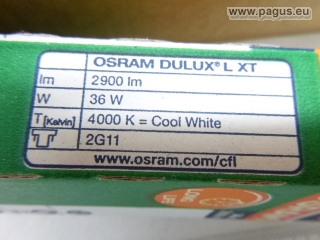 © www.pagus.eu
OSRAM DULUX® L XT
lm 2900 lm
W 36 W
T [Kelvin] 4000 K = Cool White
2G11
www.osram.com/cfl
LONG